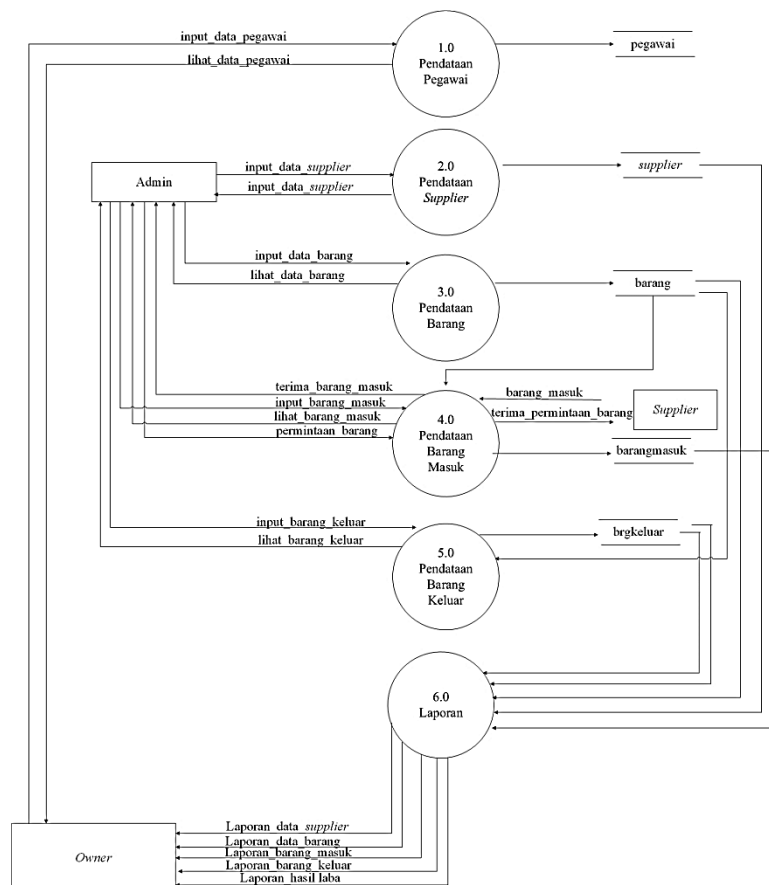 input_data_pegawai
lihat_data_pegawai
1.0
Pendataan
Pegawai
pegawai
Admin
input_data_supplier
input_data_supplier
2.0
Pendataan
Supplier
supplier
input_data_barang
lihat_data_barang
3.0
Pendataan
Barang
barang
terima_barang_masuk
input_barang_masuk
lihat_barang_masuk
permintaan_barang
4.0
Pendataan
Barang
Masuk
barang_masuk
terima_permintaan_barang
Supplier
barangmasuk
input_barang_keluar
lihat_barang_keluar
5.0
Pendataan
Barang
Keluar
brgkeluar
6.0
Laporan
Owner
Laporan_data_supplier
Laporan_data_barang
Laporan_barang_masuk
Laporan_barang_keluar
Laporan_hasil laba